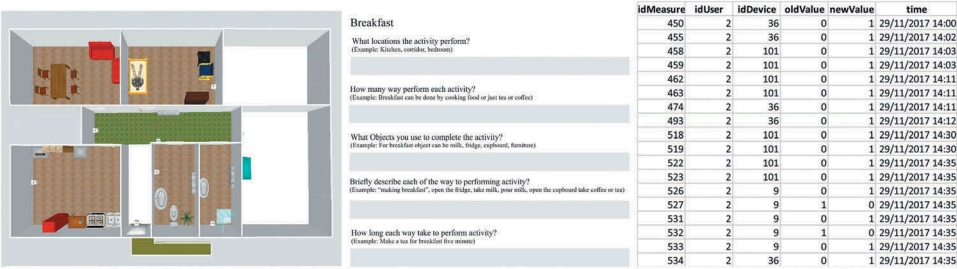 Breakfast
What locations the activity perform?
(Example: Kitchen, corridor, bedroom)
How many way perform each activity?
(Example: Breakfast can be done by cooking food or just tea or coffee)
What Objects you use to complete the activity?
(Example: For breakfast object can be milk, fridge, cupboard, furniture)
Briefly describe each of the way to performing activity?
(Example: "making breakfast", open the fridge, take milk, pour milk, open the cupboard take coffee or tea)
How long each way take to perform activity?
(Example: Make a tea for breakfast five minute)
idMeasure idUser idDevice oldValue newValue time
450 2 36 0 1 29/11/2017 14:00
455 2 36 0 1 29/11/2017 14:02
458 2 101 0 1 29/11/2017 14:03
459 2 101 0 1 29/11/2017 14:03
462 2 101 0 1 29/11/2017 14:11
463 2 101 0 1 29/11/2017 14:11
474 2 36 0 1 29/11/2017 14:11
493 2 36 0 1 29/11/2017 14:12
518 2 101 0 1 29/11/2017 14:30
519 2 101 0 1 29/11/2017 14:30
522 2 101 0 1 29/11/2017 14:35
523 2 101 0 1 29/11/2017 14:35
526 2 9 0 1 29/11/2017 14:35
527 2 9 1 0 29/11/2017 14:35
531 2 9 0 1 29/11/2017 14:35
532 2 9 1 0 29/11/2017 14:35
533 2 9 0 1 29/11/2017 14:35
534 2 36 0 1 29/11/2017 14:35